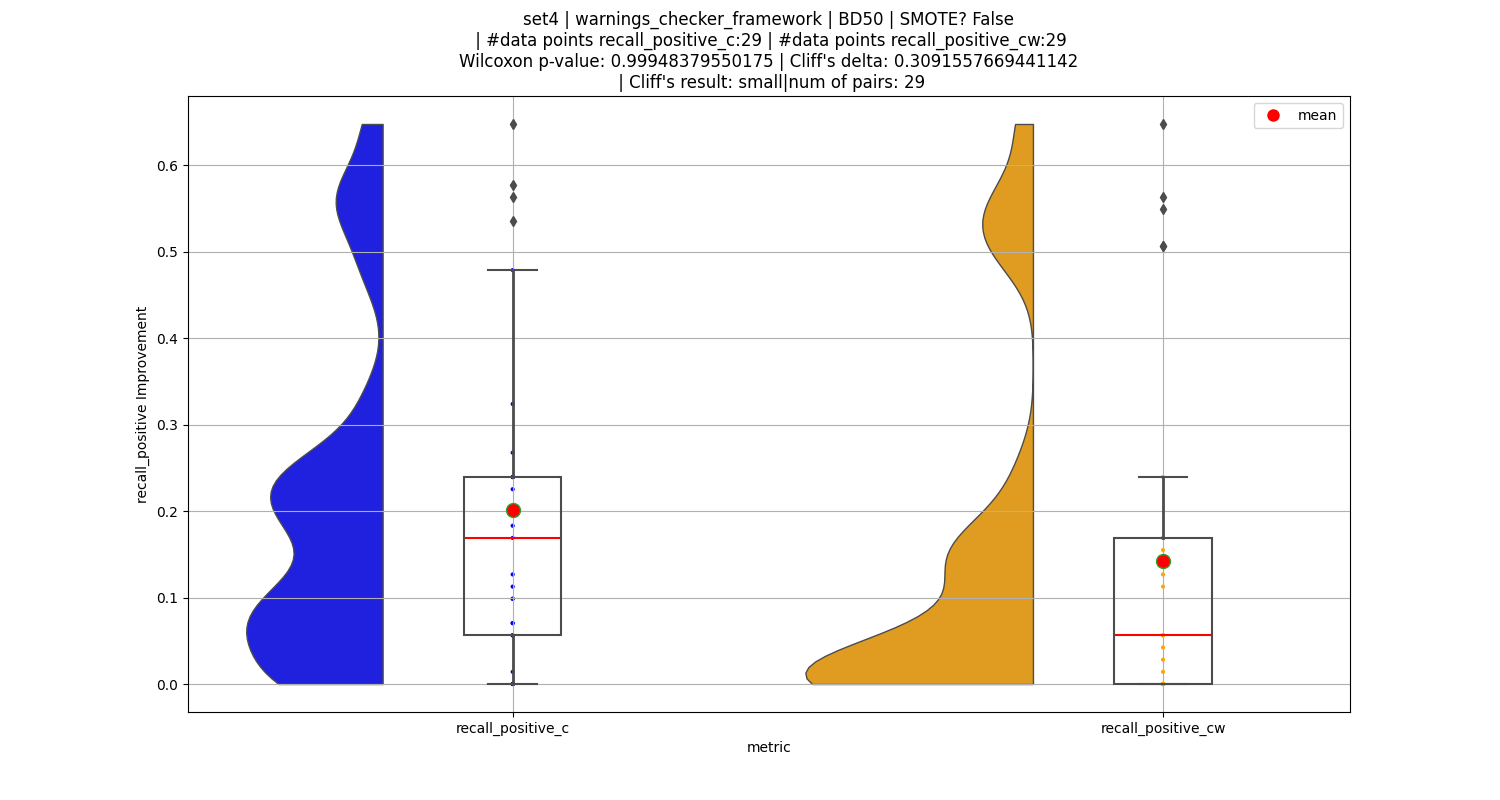 set4 | warnings_checker_framework | BD50 | SMOTE? False
| #data points recall_positive_c:29 | #data points recall_positive_cw:29
Wilcoxon p-value: 0.99948379550175 | Cliff's delta: 0.3091557669441142
| Cliff's result: small|num of pairs: 29
mean
0.6
0.5
0.4
0.3
0.2
0.1
0.0
recall_positive Improvement
recall_positive_c
recall_positive_cw
metric